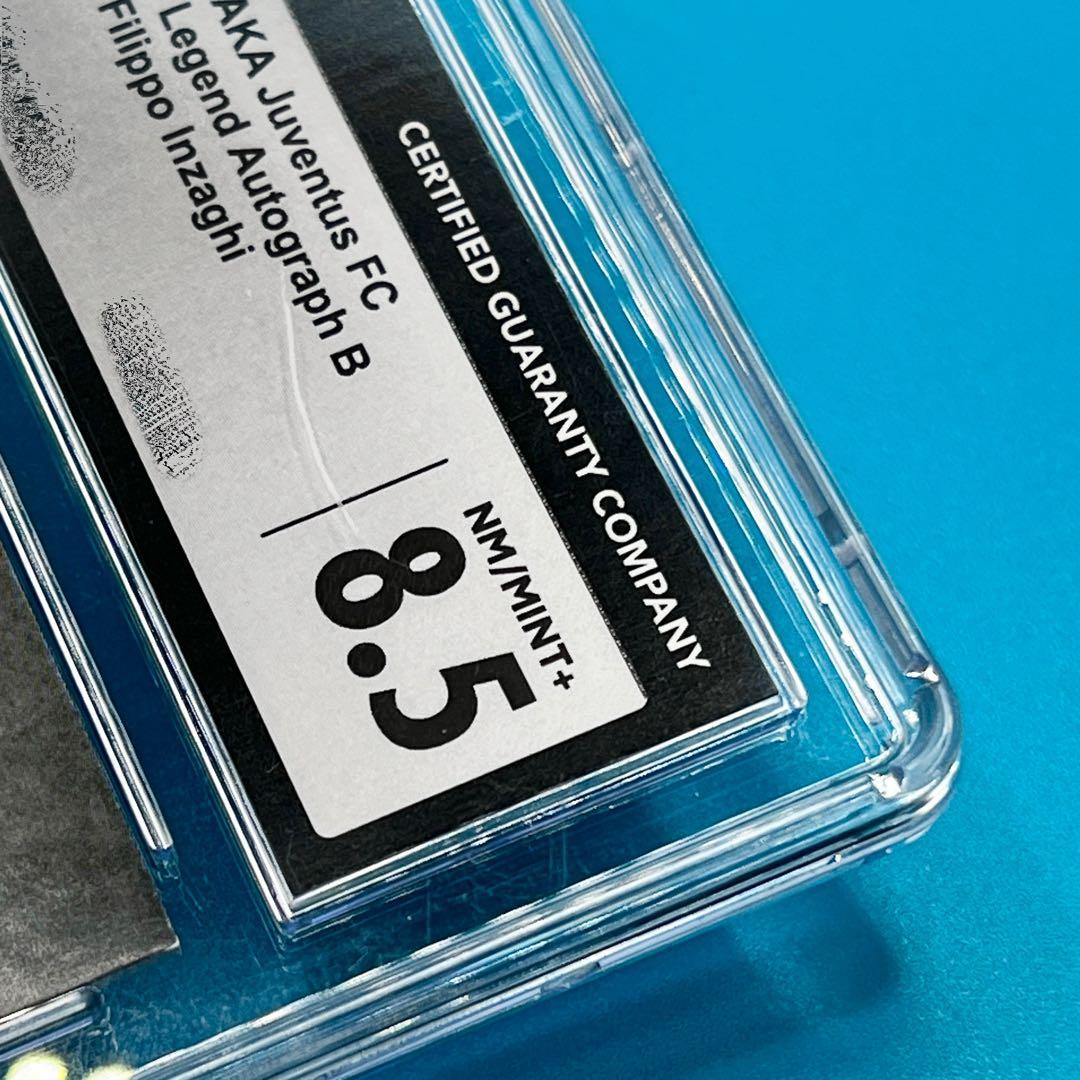 CERTIFIED GUARANTY COMPANY
AKA Juventus FC
Legend Autograph B
Filippo Inzaghi
NM/MINT+
8.5